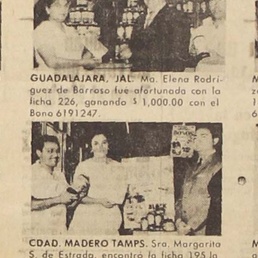 GUADALAJARA, JAL. Ma. Elena Rodrí-
guez de Barroso fue afortunada con la
ficha 226, ganando $1,000.00 con el
Bono 6191247.
BLACK
CDAD. MADERO TAMPS. Sra. Margarita
S. de Estrada, encontró la ficha 195